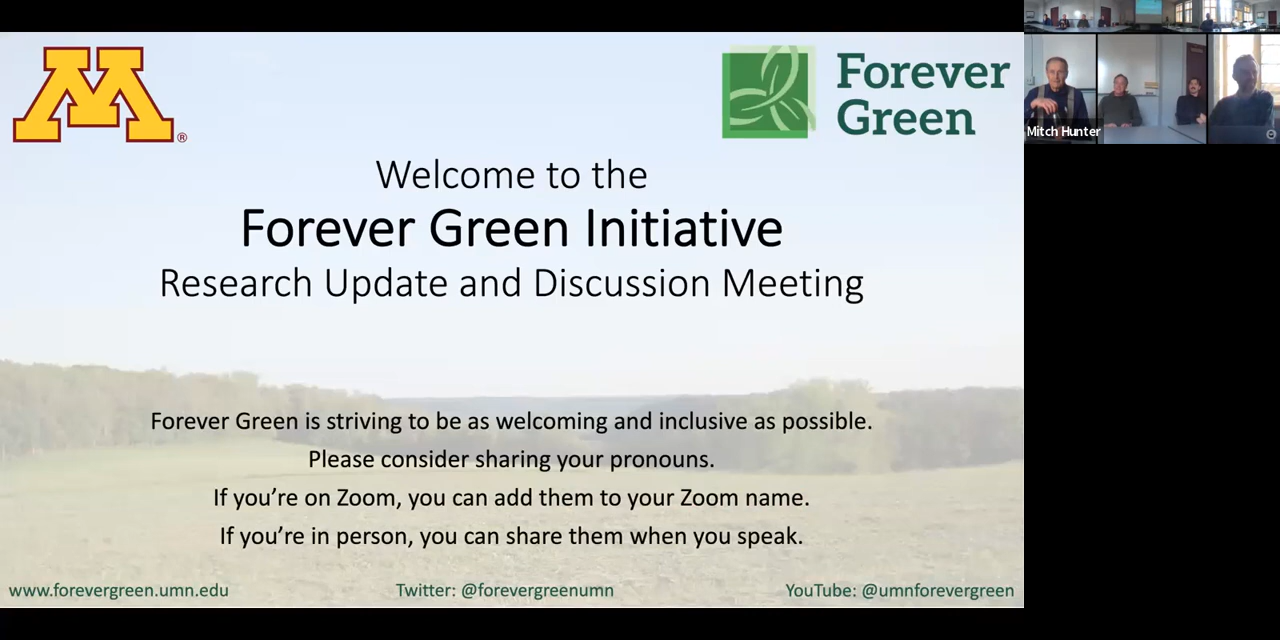 M®
Forever
Green
Mitch Hunter
Welcome to the
Forever Green Initiative
Research Update and Discussion Meeting
Forever Green is striving to be as welcoming and inclusive as possible.
Please consider sharing your pronouns.
If you're on Zoom, you can add them to your Zoom name.
If you're in person, you can share them when you speak.
www.forevergreen.umn.edu
Twitter: @forevergreenumn
YouTube: @umnforevergreen